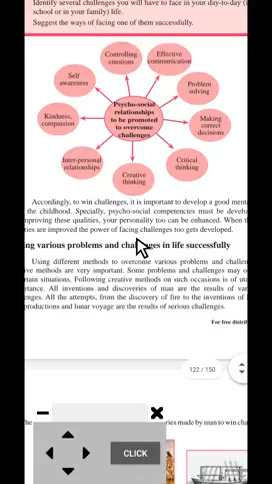 Identify several challenges you will have to face in your day-to-day (i
school or in your family) life.
Suggest the ways of facing one of them successfully.
Controlling
emotions
Effective
communication
Self
awareness
Problem
solving
Psycho-social
relationships
to be promoted
to overcome
challenges
Kindness,
compassion
Making
correct
decisions
Inter-personal
relationships
Critical
thinking
Creative
thinking
Accordingly, to win challenges, it is important to develop a good ment
the childhood. Specially, psycho-social competencies must be develo
proving these qualities, your personality too can be enhanced. When t
ties are improved the power of facing challenges too gets developed.
ng various problems and challenges in life successfully
Using different methods to overcome various problems and challen
ve methods are very important. Some problems and challenges may o
tain situations. Following creative methods on such occasions is of ut
rtance. All inventions and discoveries of man are the results of var
enges. All the attempts, from the discovery of fire to the inventions of
productions and lunar voyage are the results of serious challenges.
For free distri
122 / 150
he
ries made by man to win cha
CLICK